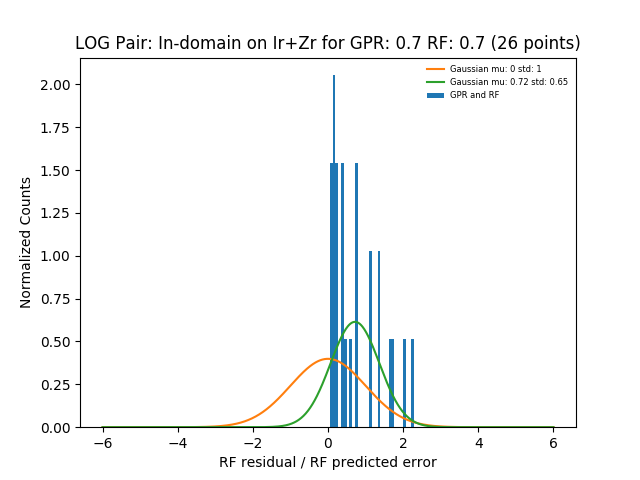 LOG Pair: In-domain on Ir+Zr for GPR: 0.7 RF: 0.7 (26 points)
Gaussian mu: 0 std: 1
Gaussian mu: 0.72 std: 0.65
GPR and RF
Normalized Counts
2.00
1.75
1.50
1.25
1.00
0.75
0.50
0.25
0.00
−6 −4 −2 0 2 4 6
RF residual / RF predicted error